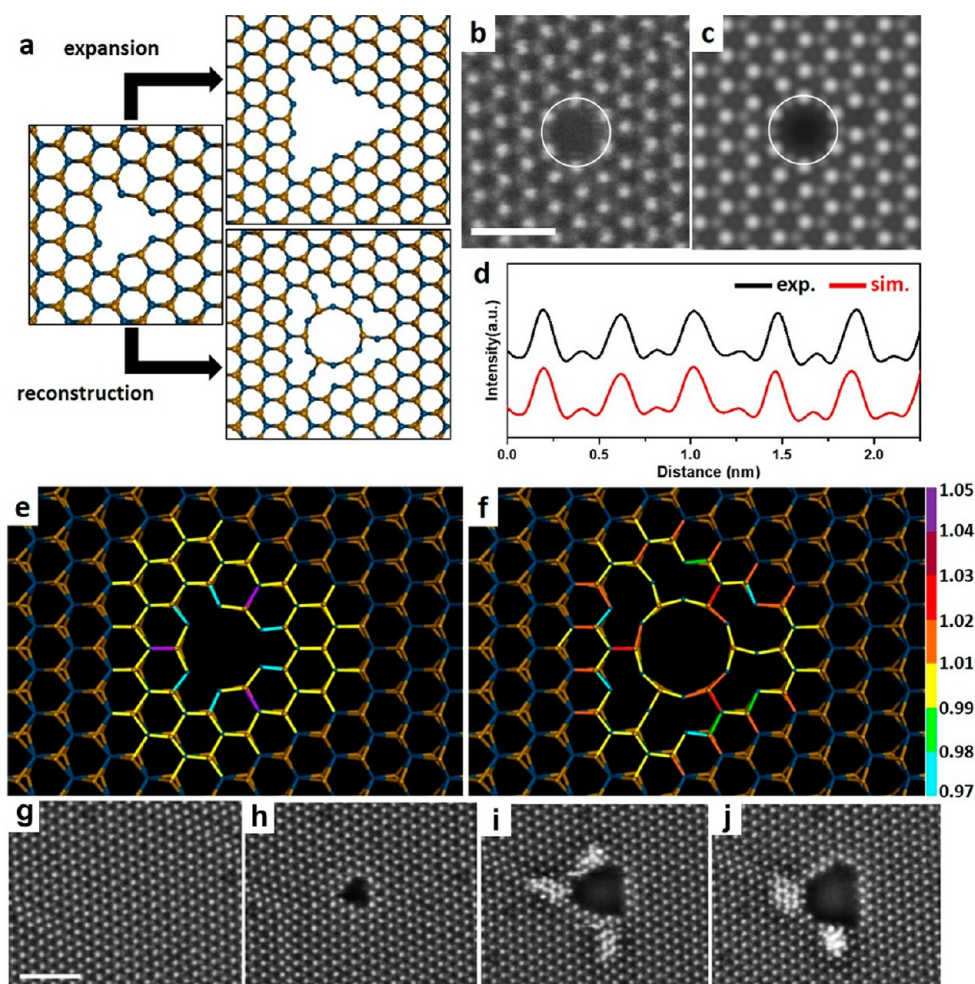 a
expansion
reconstruction
b
c
d
exp.
sim.
Intensity(a.u.)
0.0
0.5
1.0
1.5
2.0
Distance (nm)
e
f
1.05
1.04
1.03
1.02
1.01
0.99
0.98
0.97
g
h
i
j